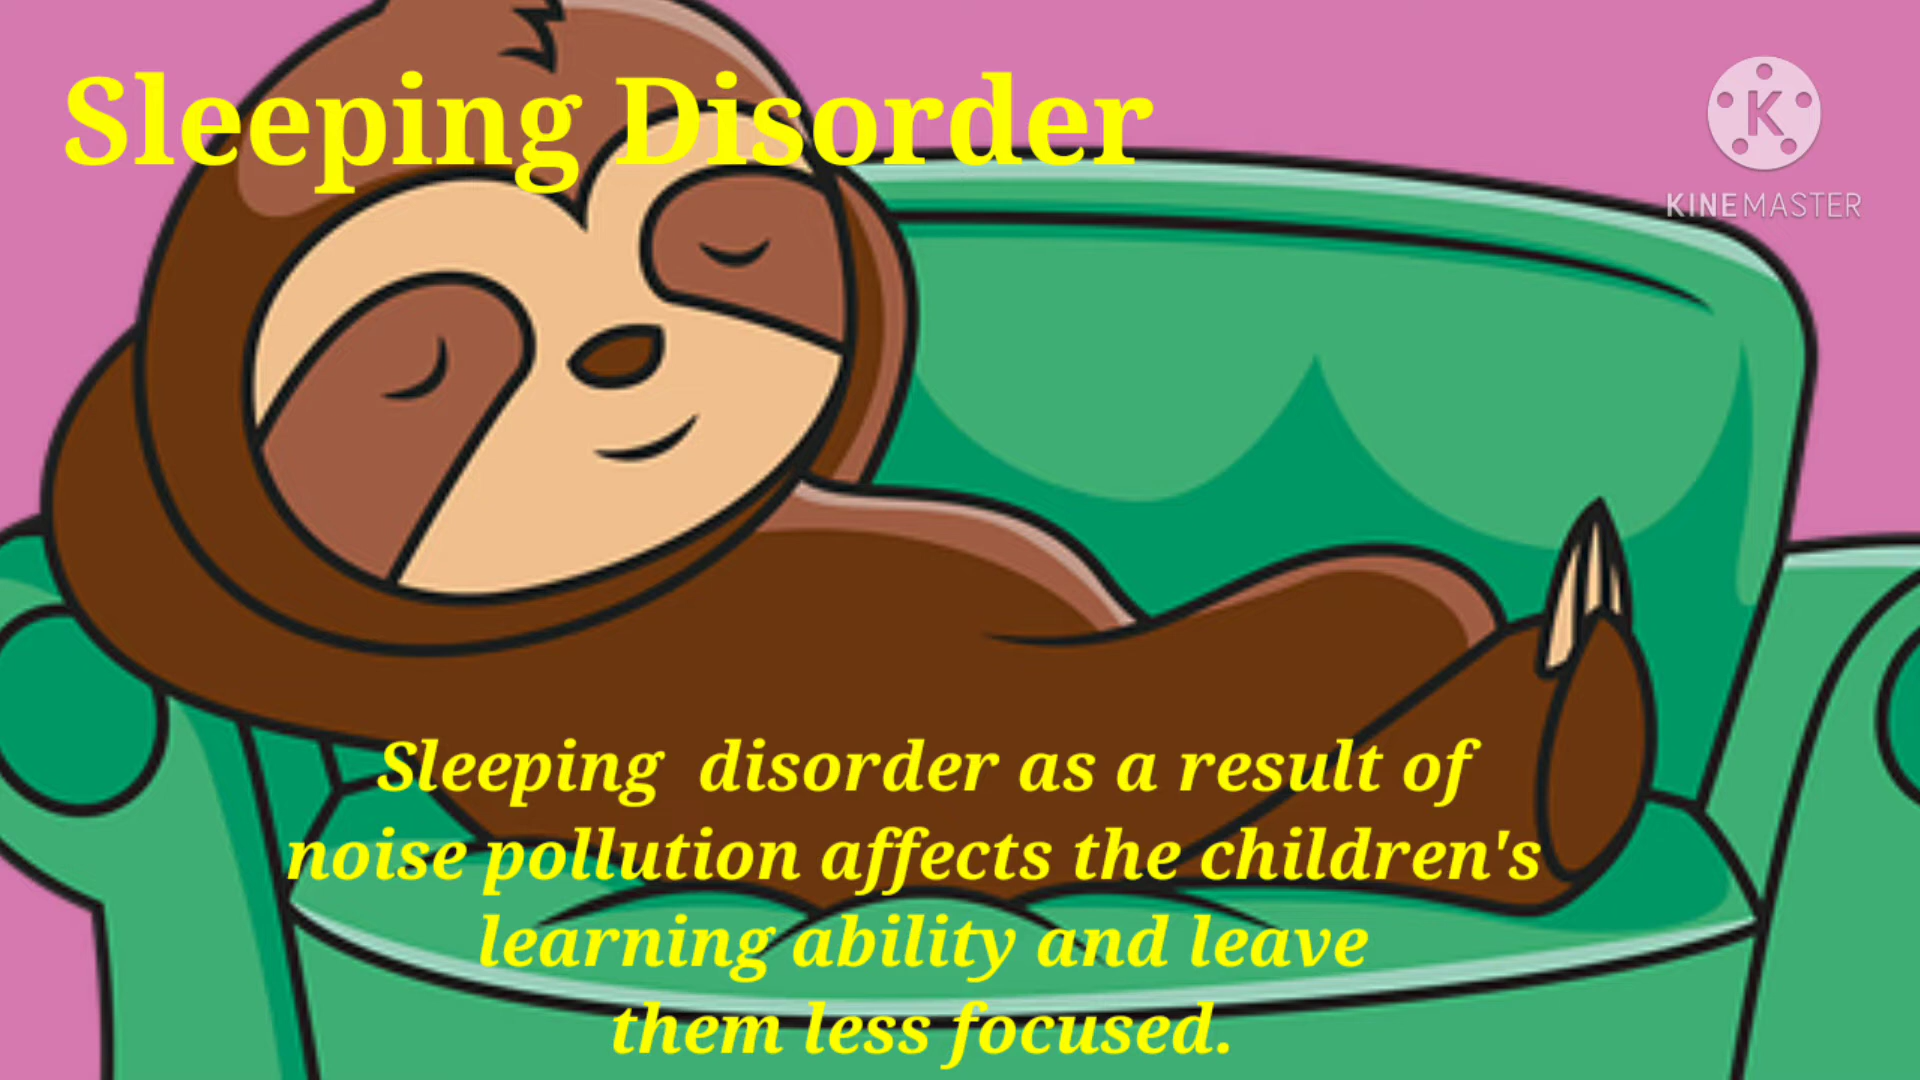 Sleeping Disorder
K
KINEMASTER
Sleeping  disorder as a result of
noise pollution affects the children's
learning ability and leave
them less focused.